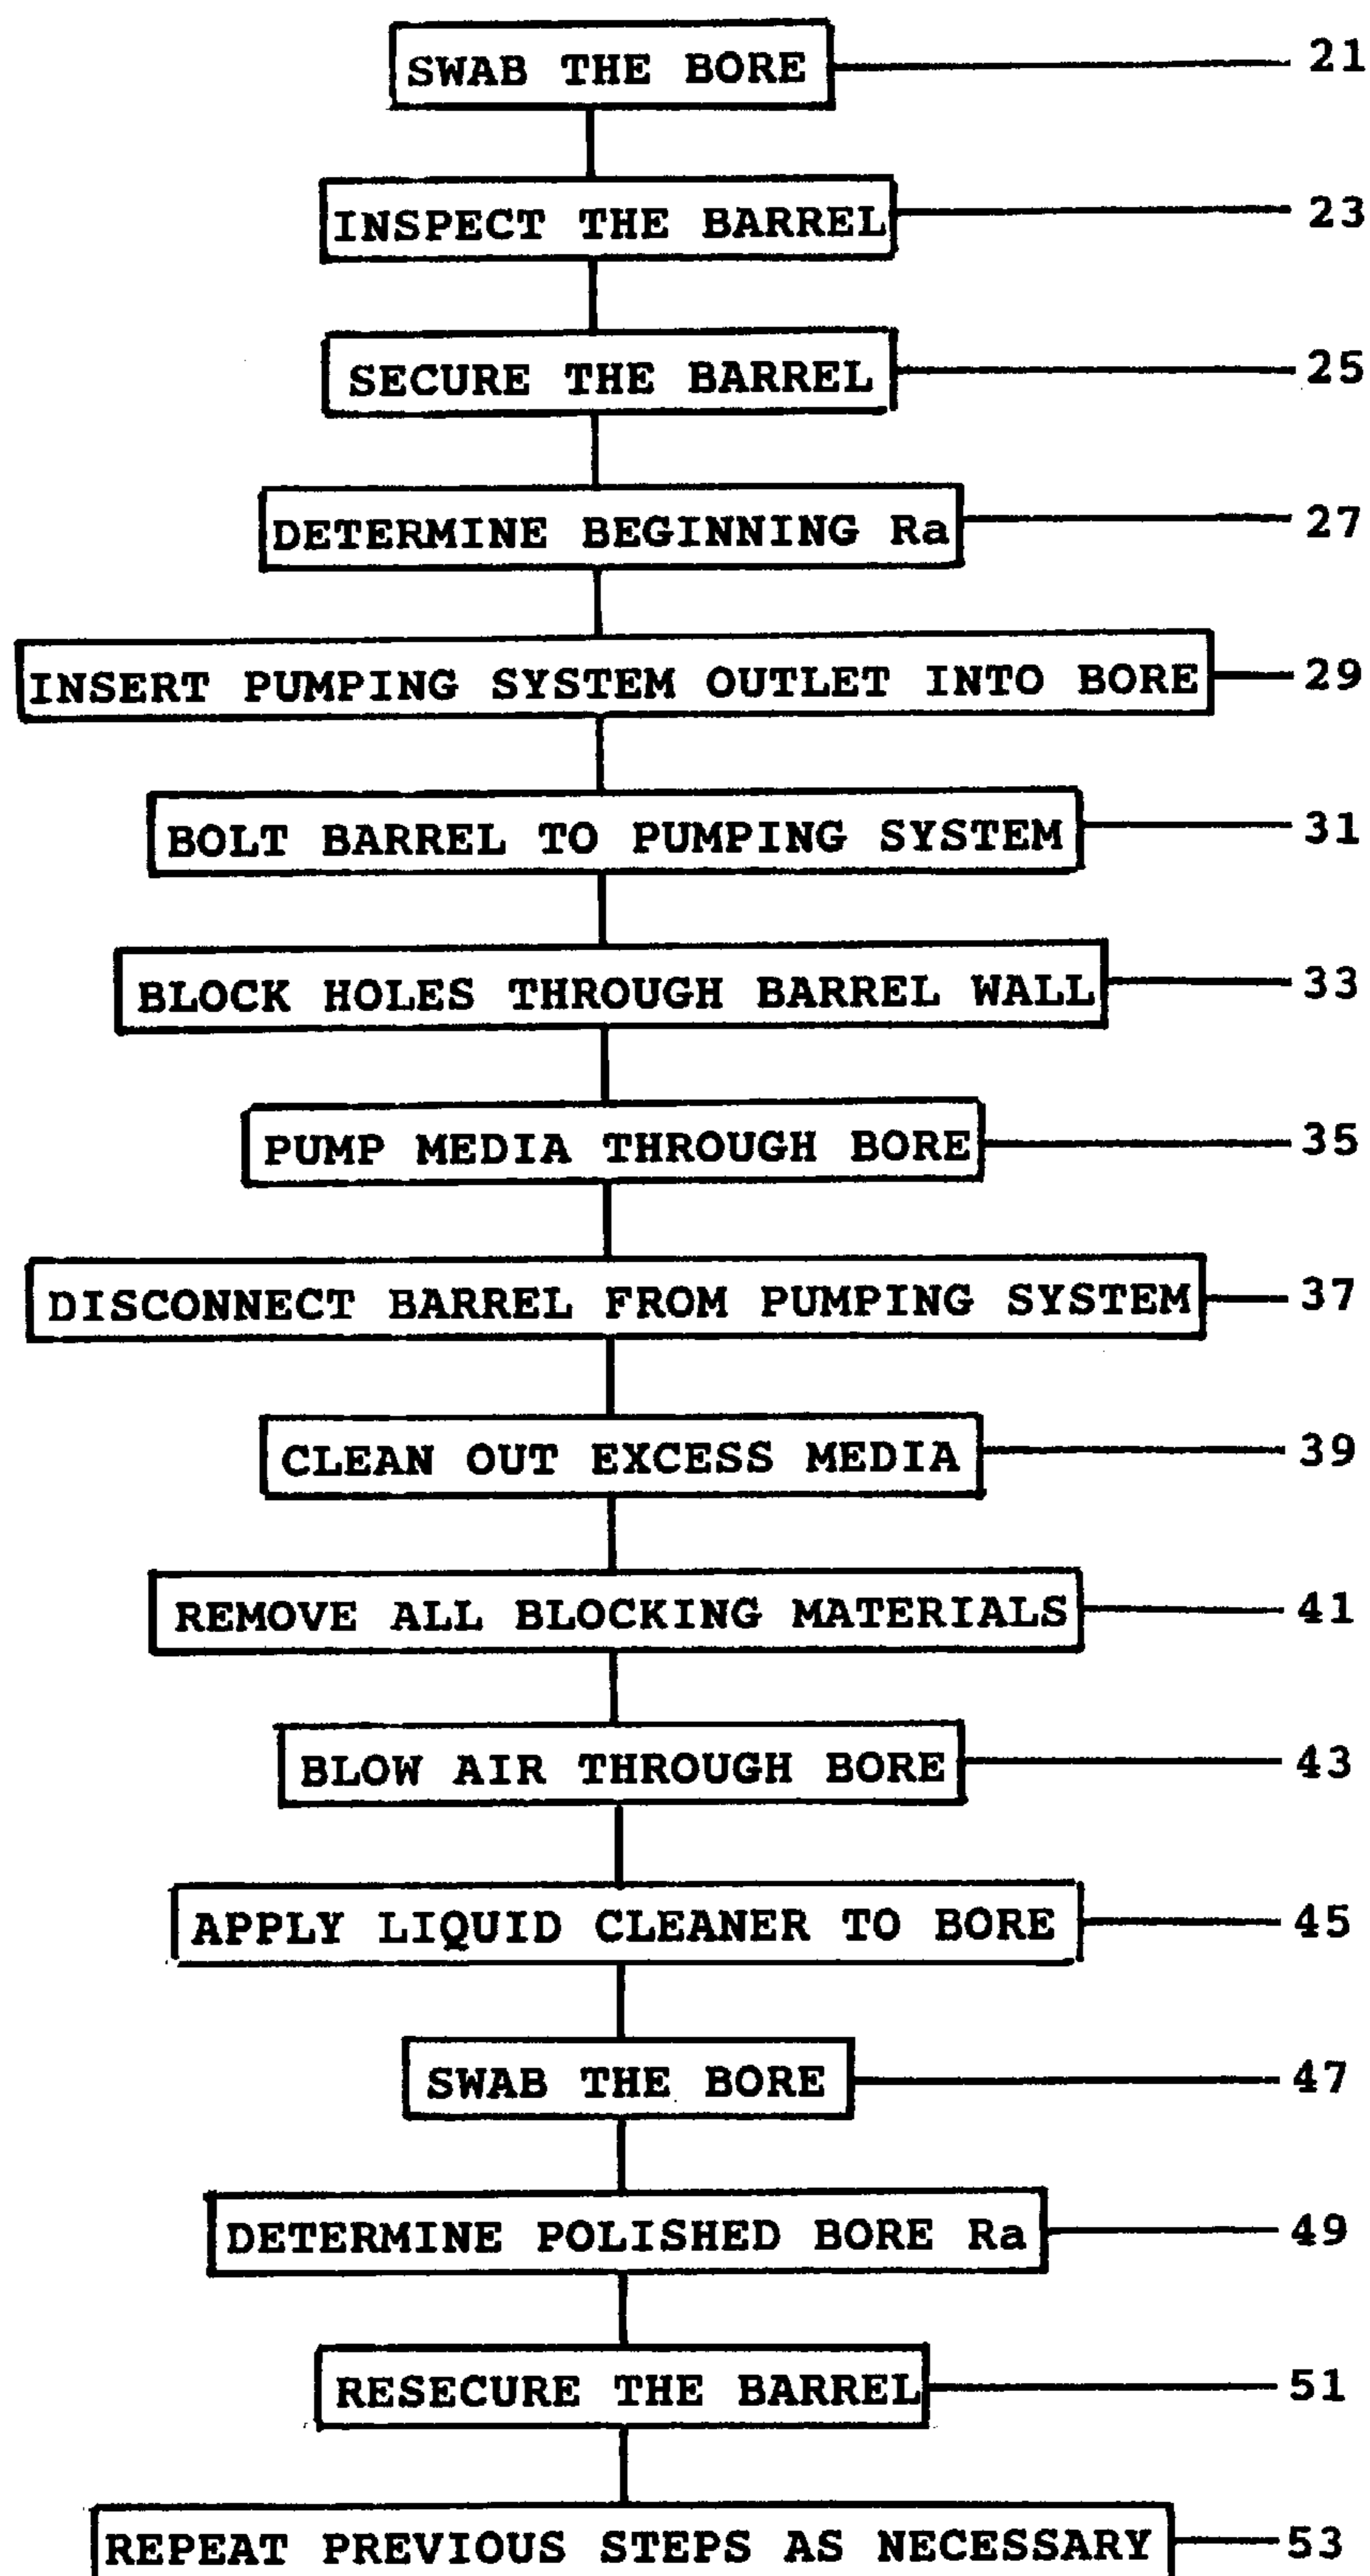 SWAB THE BORE 21
INSPECT THE BARREL 23
SECURE THE BARREL 25
DETERMINE BEGINNING Ra 27
INSERT PUMPING SYSTEM OUTLET INTO BORE 29
BOLT BARREL TO PUMPING SYSTEM 31
BLOCK HOLES THROUGH BARREL WALL 33
PUMP MEDIA THROUGH BORE 35
DISCONNECT BARREL FROM PUMPING SYSTEM 37
CLEAN OUT EXCESS MEDIA 39
REMOVE ALL BLOCKING MATERIALS 41
BLOW AIR THROUGH BORE 43
APPLY LIQUID CLEANER TO BORE 45
SWAB THE BORE 47
DETERMINE POLISHED BORE Ra 49
RESECURE THE BARREL 51
REPEAT PREVIOUS STEPS AS NECESSARY 53